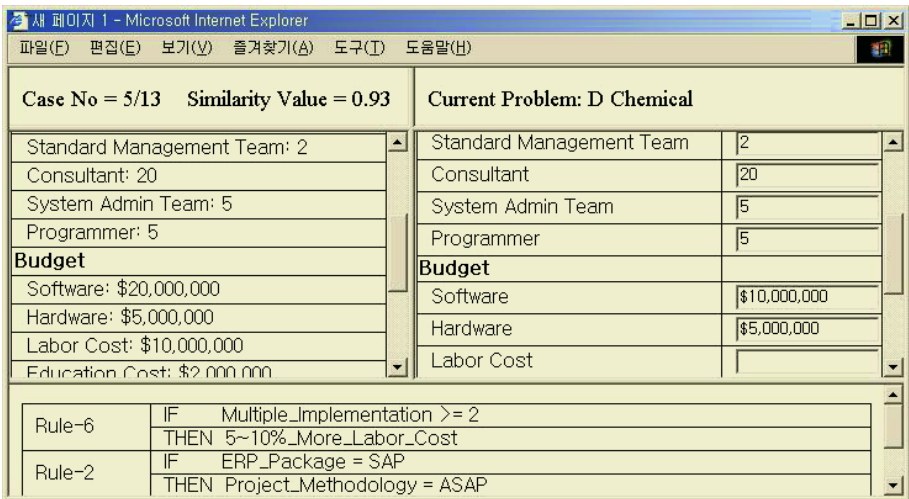 새 페이지 1 - Microsoft Internet Explorer
파일(F) 편집(E) 보기(V) 즐겨찾기(A) 도구(T) 도움말(H)
Case No = 5/13 Similarity Value = 0.93
Standard Management Team: 2
Consultant: 20
System Admin Team: 5
Programmer: 5
Budget
Software: $20,000,000
Hardware: $5,000,000
Labor Cost: $10,000,000
Education Cost: $2,000,000
Current Problem: D Chemical
Standard Management Team 2
Consultant 20
System Admin Team 5
Programmer 5
Budget
Software $10,000,000
Hardware $5,000,000
Labor Cost
Rule-6 IF Multiple_Implementation >= 2
THEN 5~10%_More_Labor_Cost
Rule-2 IF ERP_Package = SAP
THEN Project_Methodology = ASAP